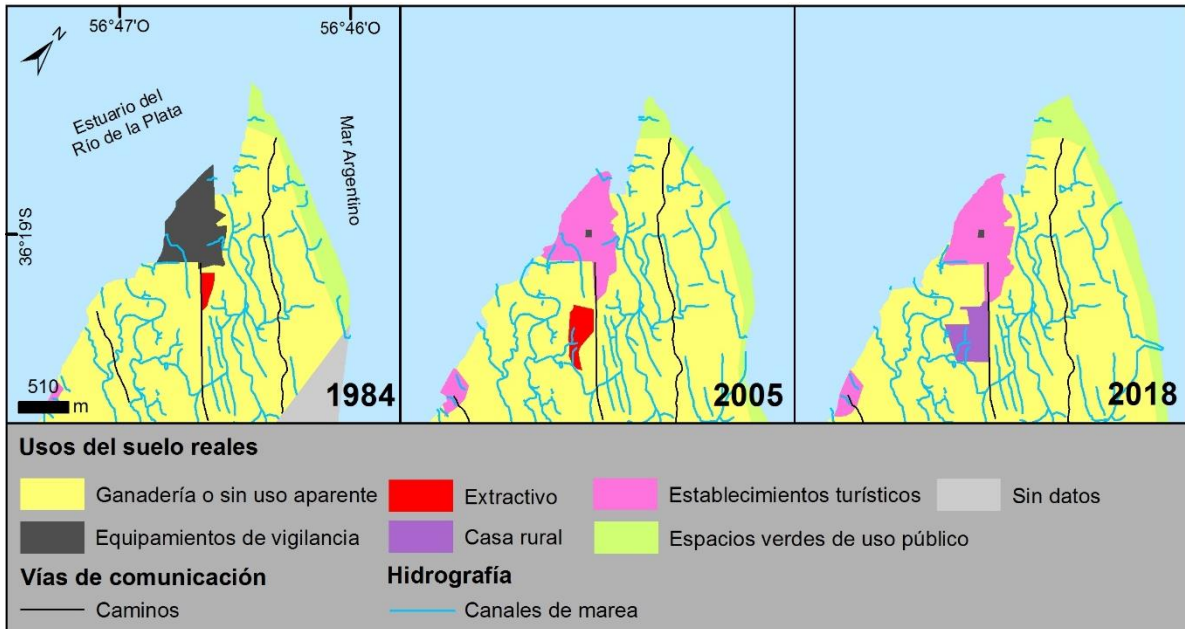 56°47'O
56°46'O
Estuario del
Río de la Plata
Mar Argentino
36°19'S
510
m
1984
2005
2018
Usos del suelo reales
Ganadería o sin uso aparente
Extractivo
Establecimientos turísticos
Sin datos
Equipamientos de vigilancia
Casa rural
Espacios verdes de uso público
Vías de comunicación
Hidrografía
Caminos
Canales de marea